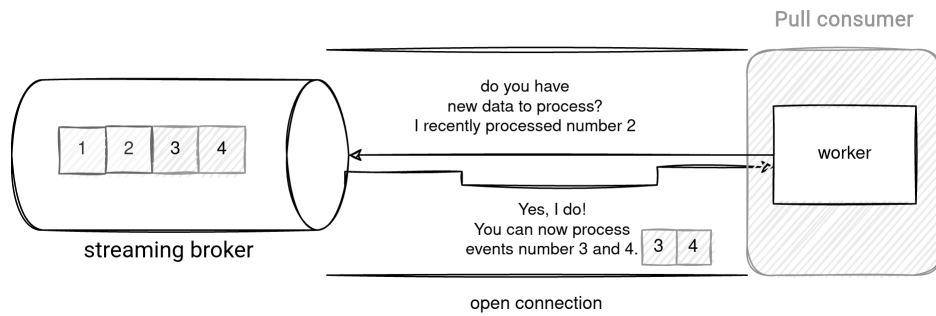 Pull consumer
do you have
new data to process?
I recently processed number 2
1 2 3 4
worker
Yes, I do!
You can now process
events number 3 and 4.
3 4
streaming broker
open connection